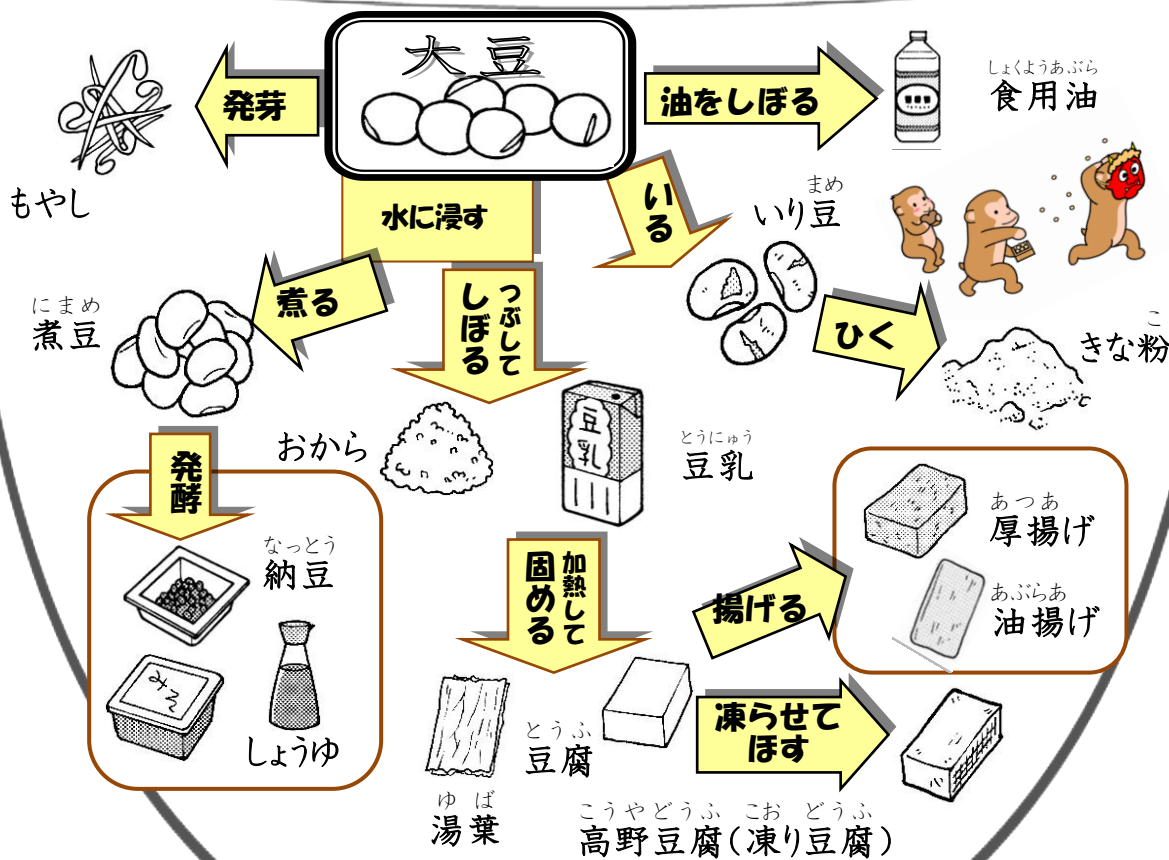 大豆
発芽
もやし
油をしぼる
しょくようあぶら
食用油
水に浸す
いる
まめ
いり豆
ひく
こ
きな粉
煮る
にまめ
煮豆
つぶして
しぼる
おから
豆乳
とうにゅう
豆乳
発酵
なっとう
納豆
みそ
しょうゆ
加熱して
固める
ゆば
湯葉
とうふ
豆腐
揚げる
あつあ
厚揚げ
あぶらあ
油揚げ
凍らせて
ほす
こうやどうふ こお どうふ
高野豆腐(凍り豆腐)